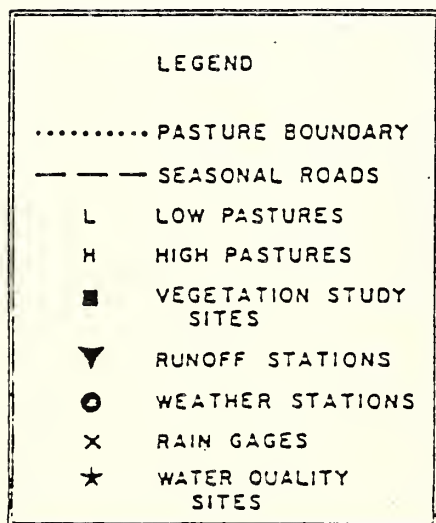 LEGEND
PASTURE BOUNDARY
SEASONAL ROADS
L LOW PASTURES
H HIGH PASTURES
VEGETATION STUDY
SITES
RUNOFF STATIONS
WEATHER STATIONS
RAIN GAGES
WATER QUALITY
SITES